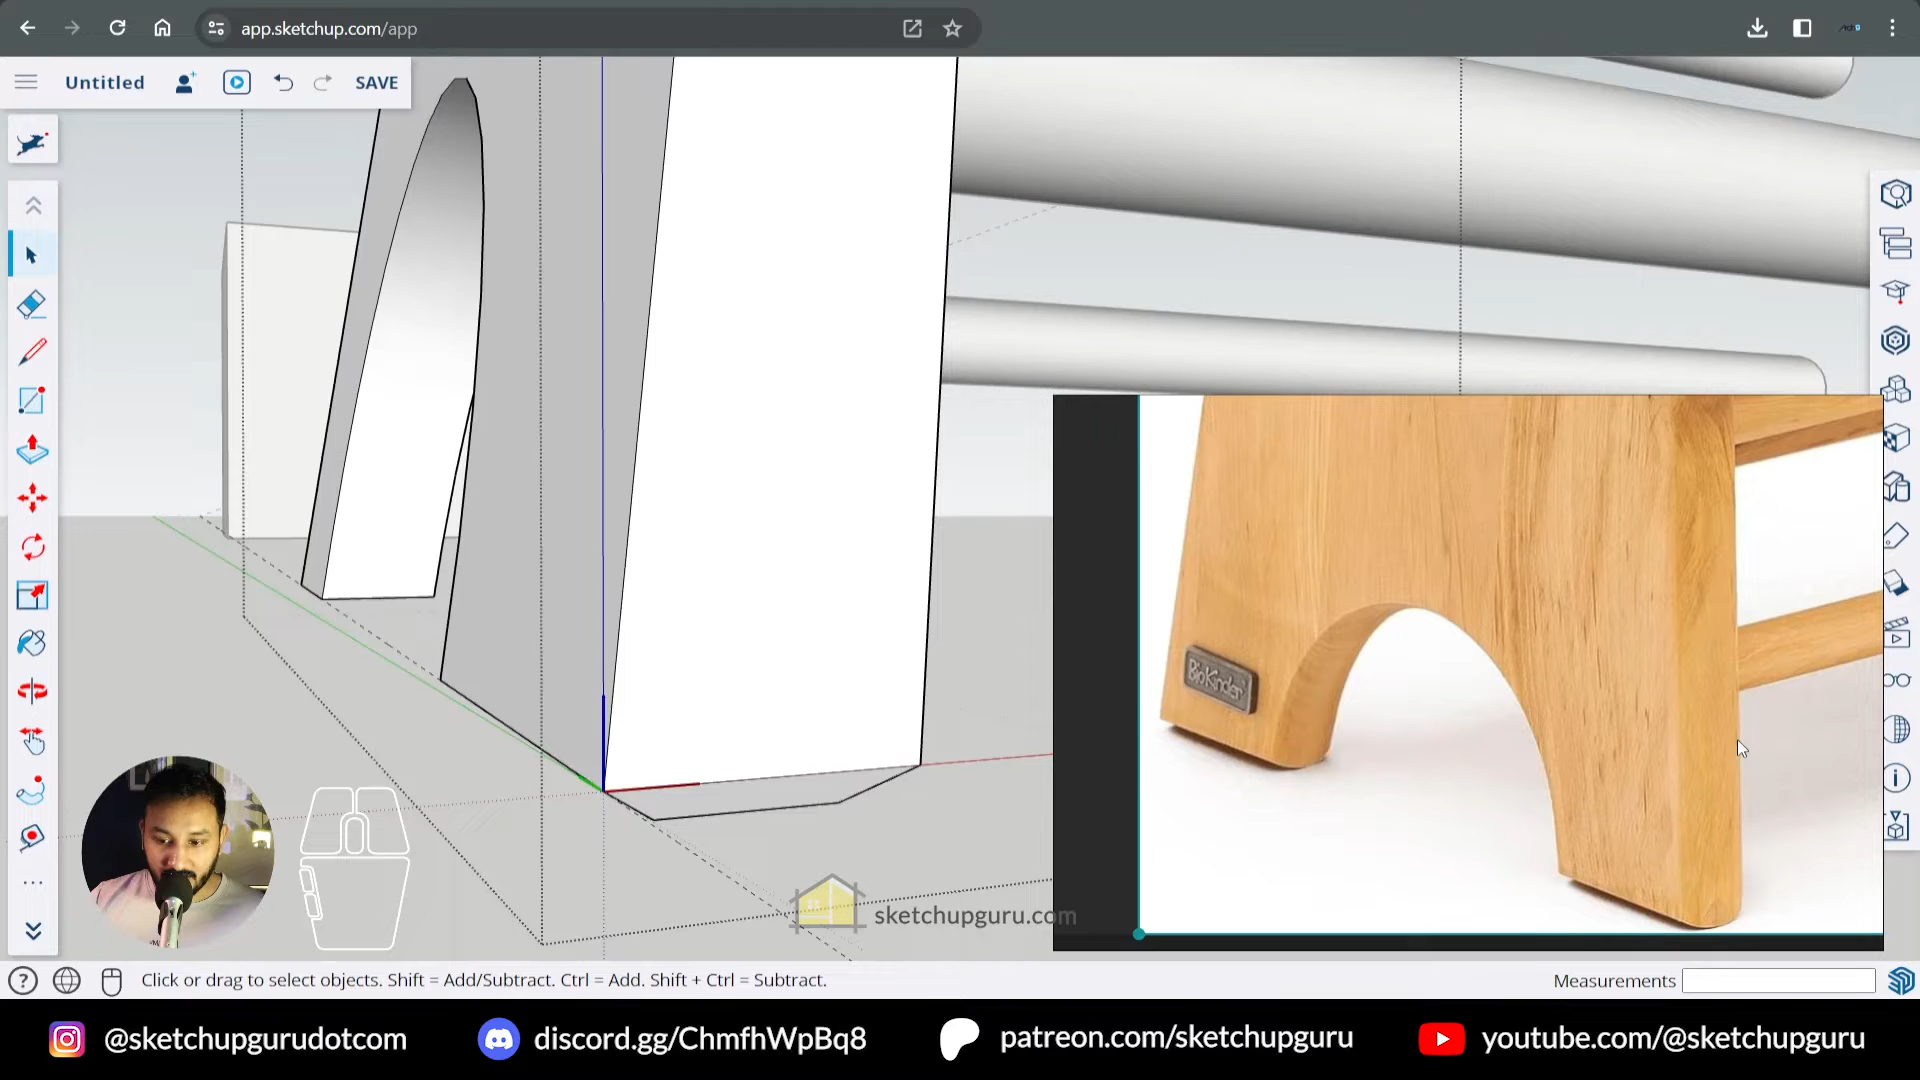 app.sketchup.com/app
Untitled
SAVE
BioKinder
sketchupguru.com
Click or drag to select objects. Shift = Add/Subtract. Ctrl = Add. Shift + Ctrl = Subtract.
Measurements
@sketchupgurudotcom
discord.gg/ChmfhWpBq8
patreon.com/sketchupguru
youtube.com/@sketchupguru